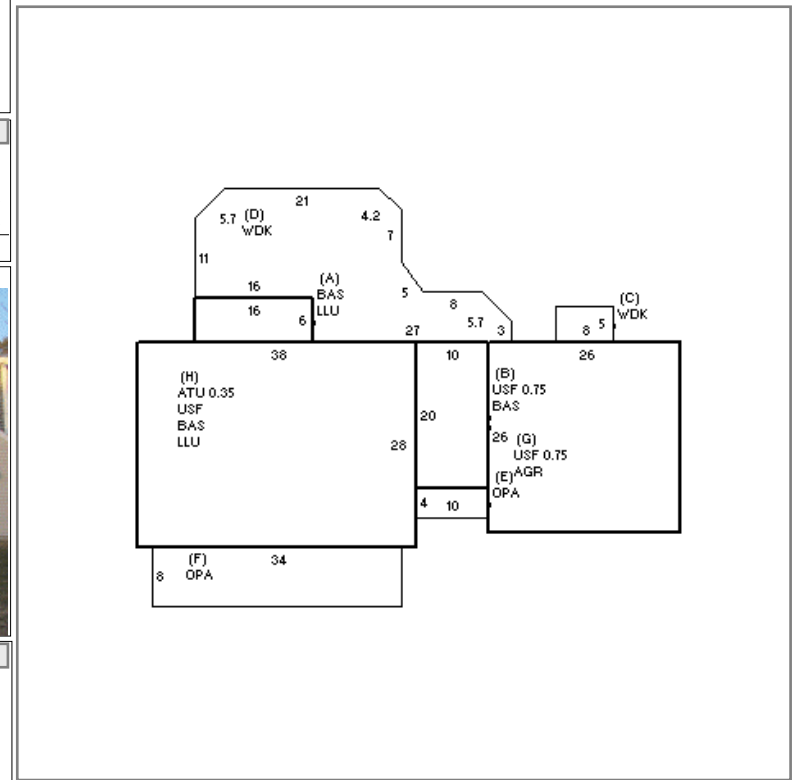 21
5.7
(D)
WDK
4.2
7
11
16
16
(A)
BAS
LLU
6
5
8
5.7
3
27
(C)
WDK
8
5
38
10
26
(H)
ATU 0.35
USF
BAS
LLU
20
28
(B)
USF 0.75
BAS
26
(G)
USF 0.75
AGR
(E)
OPA
4
10
(F)
OPA
34
8